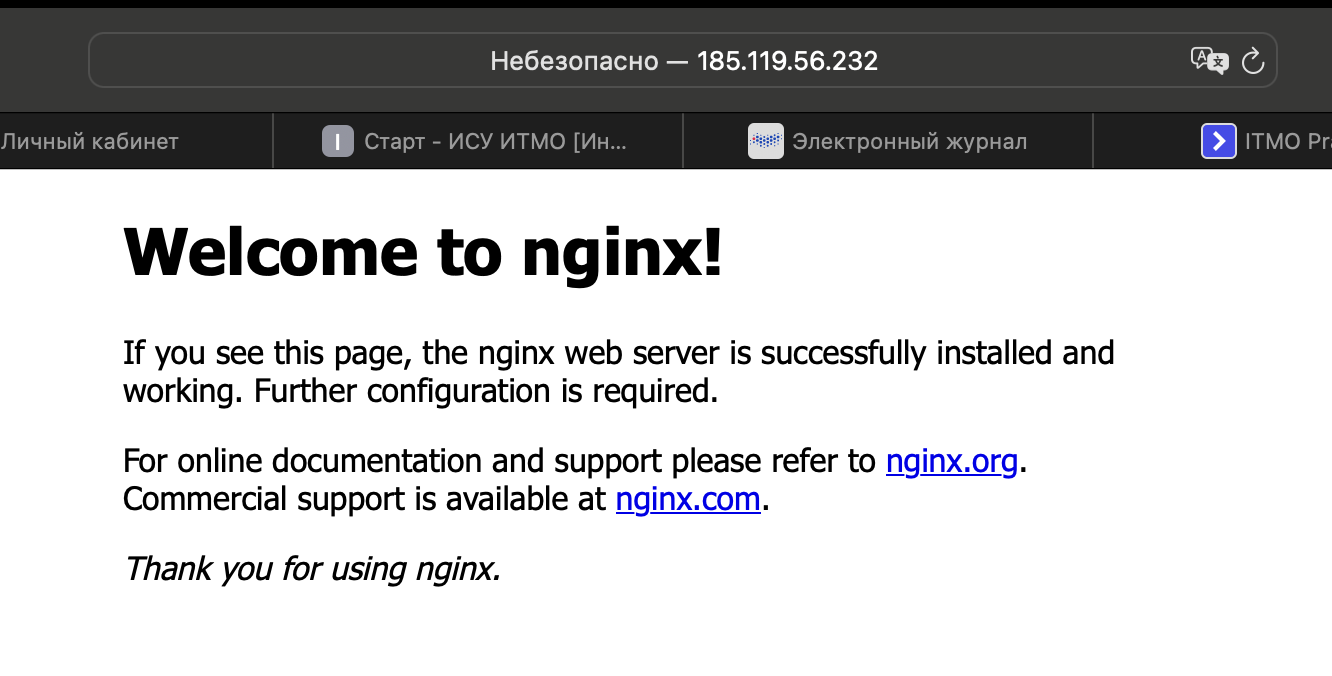 Небезопасно — 185.119.56.232
Личный кабинет
I Старт - ИСУ ИТМО [Ин...
Электронный журнал
ITMO Pr
Welcome to nginx!
If you see this page, the nginx web server is successfully installed and
working. Further configuration is required.
For online documentation and support please refer to nginx.org.
Commercial support is available at nginx.com.
Thank you for using nginx.